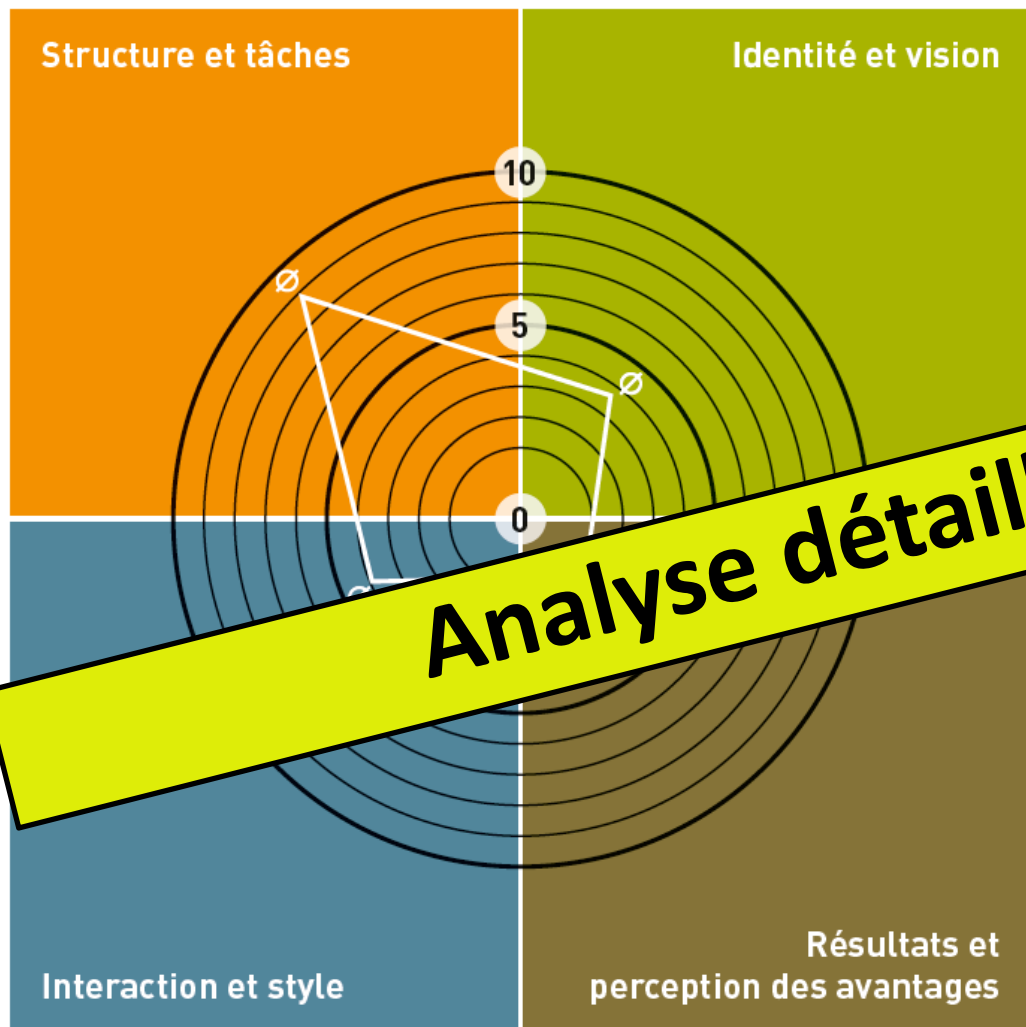 Structure et tâches
Identité et vision
10
Ø
5
Ø
0
Analyse détail
Interaction et style
Résultats et
perception des avantages